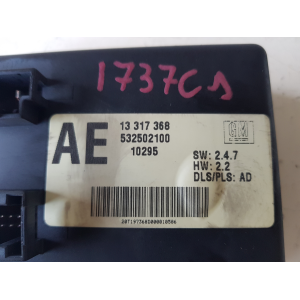 1737C1
AE
13 317 368
532502100
10295
SW: 2.4.7
HW: 2.2
DLS/PLS: AD